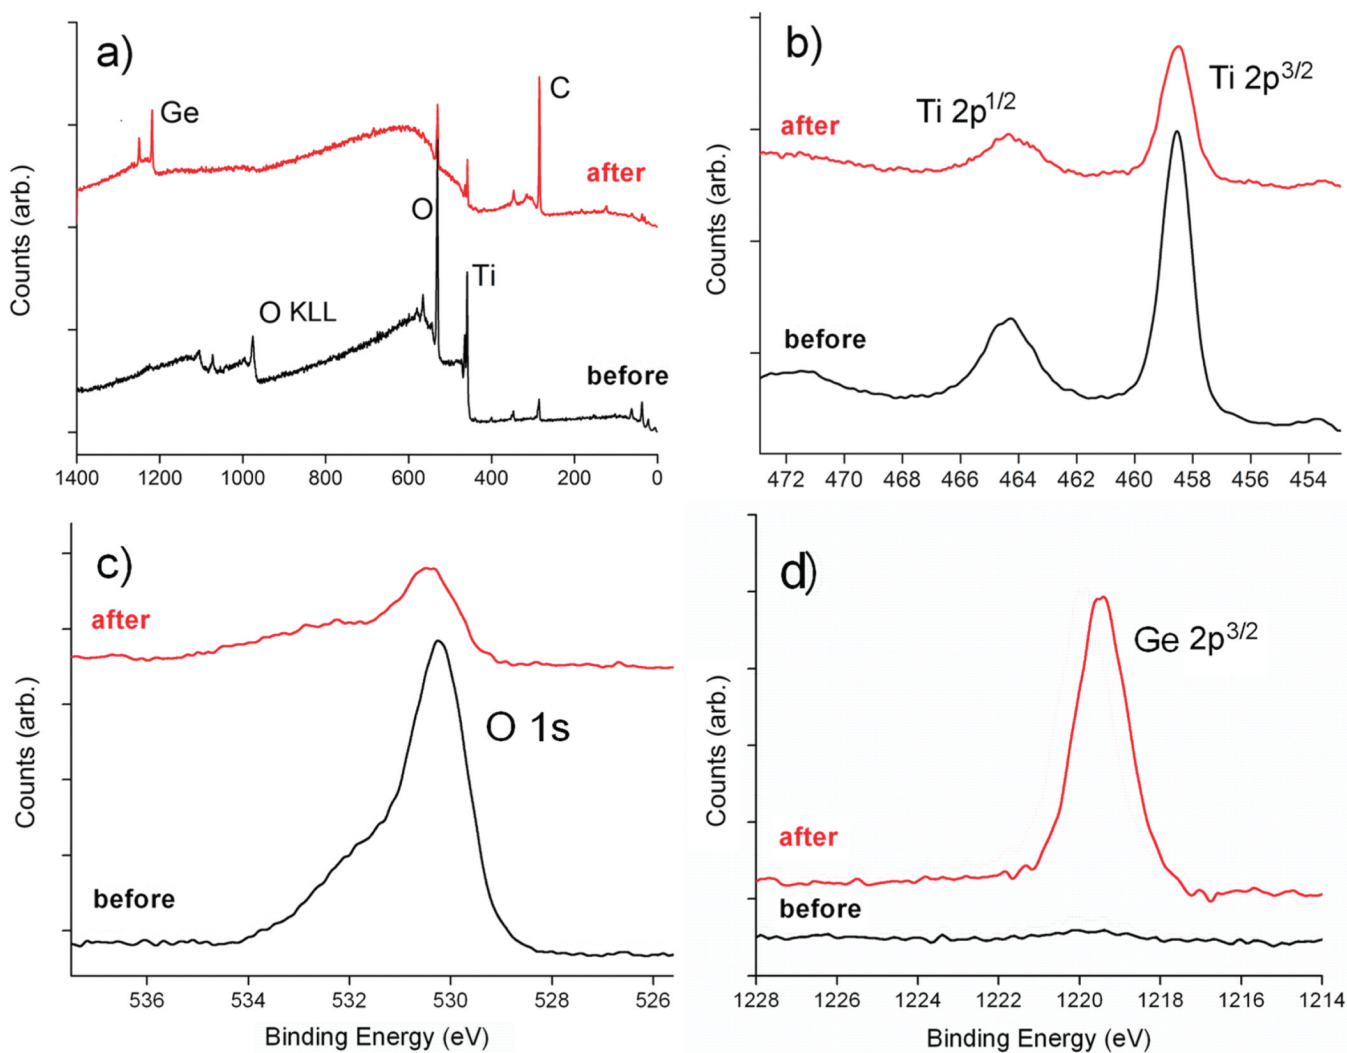 a)
Counts (arb.)
Ge
C
after
O
O KLL
Ti
before
1400 1200 1000 800 600 400 200 0
b)
Counts (arb.)
Ti 2p1/2
Ti 2p3/2
after
before
472 470 468 466 464 462 460 458 456 454
c)
Counts (arb.)
after
O 1s
before
536 534 532 530 528 526
Binding Energy (eV)
d)
Counts (arb.)
Ge 2p3/2
after
before
1228 1226 1224 1222 1220 1218 1216 1214
Binding Energy (eV)